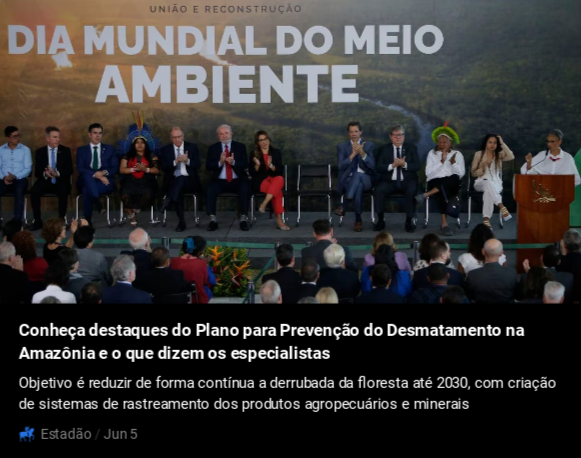 UNIÃO E RECONSTRUÇÃO
DIA MUNDIAL DO MEIO
AMBIENTE
Conheça destaques do Plano para Prevenção do Desmatamento na
Amazônia e o que dizem os especialistas
Objetivo é reduzir de forma contínua a derrubada da floresta até 2030, com criação
de sistemas de rastreamento dos produtos agropecuários e minerais
Estadão / Jun 5